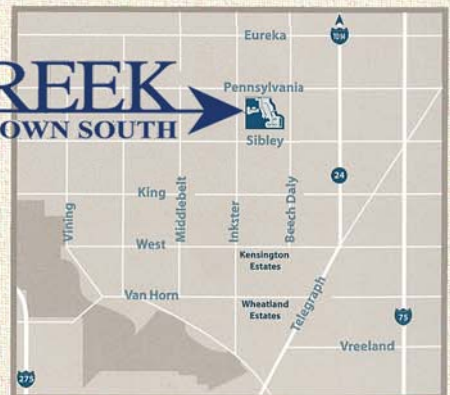 REEK
OWN SOUTH
Eureka
Pennsylvania
Sibley
24
King
Vining
Middlebelt
Inkster
Beech Daly
West
Kensington
Estates
Van Horn
Wheatland
Estates
Telegraph
75
Vreeland
275